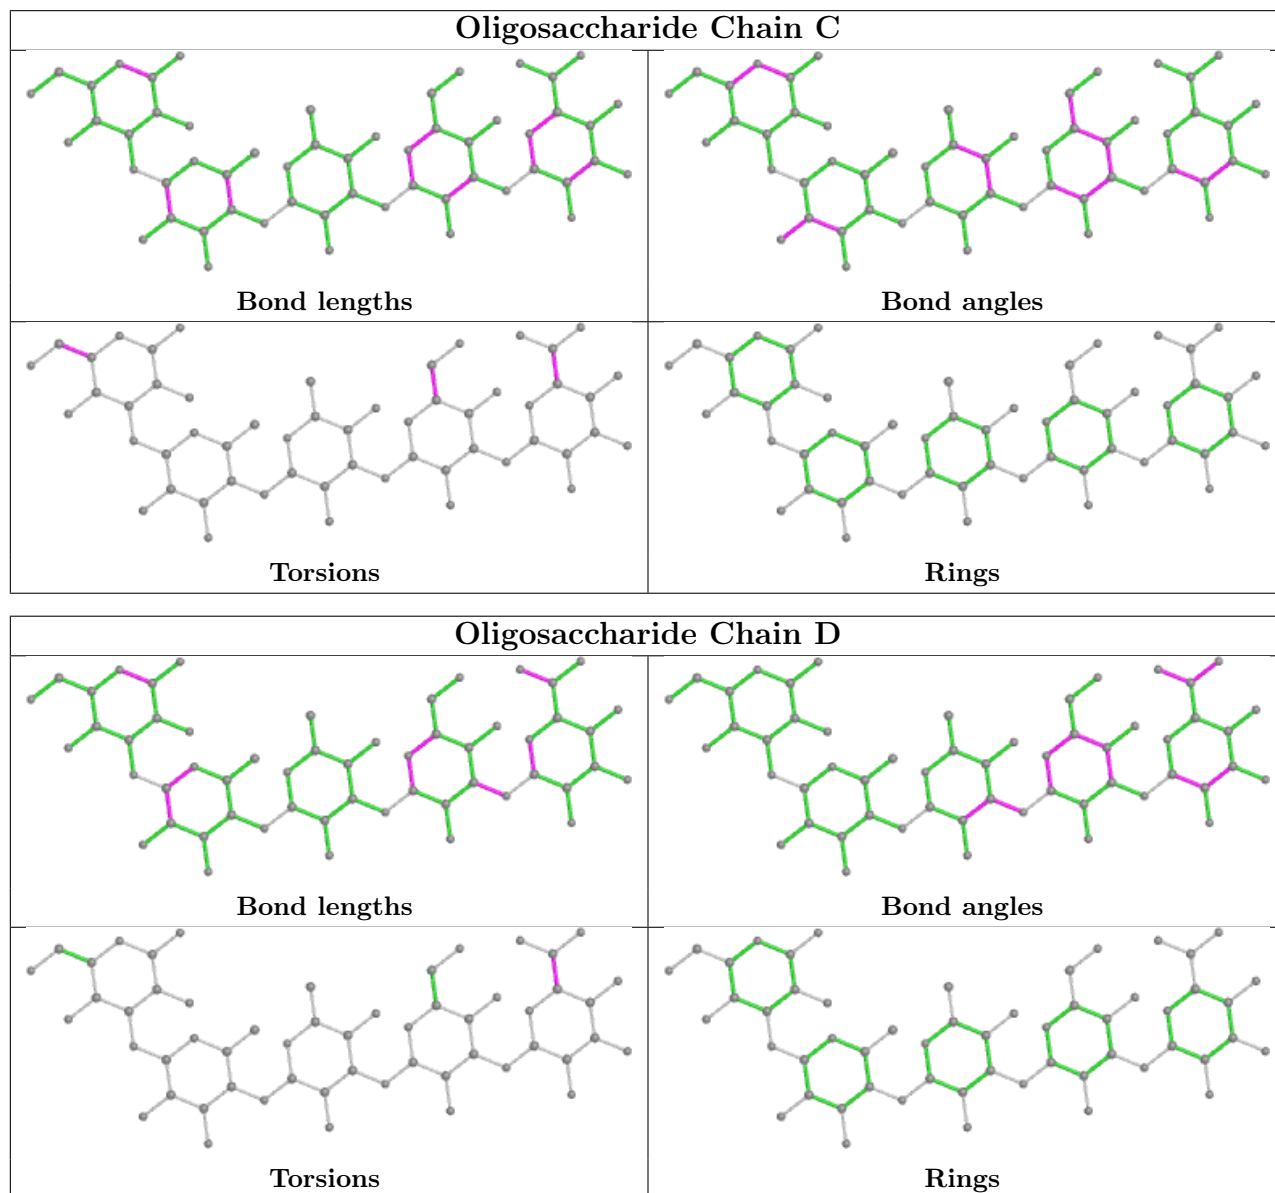 Oligosaccharide Chain C
Bond lengths
Bond angles
Torsions
Rings
Oligosaccharide Chain D
Bond lengths
Bond angles
Torsions
Rings